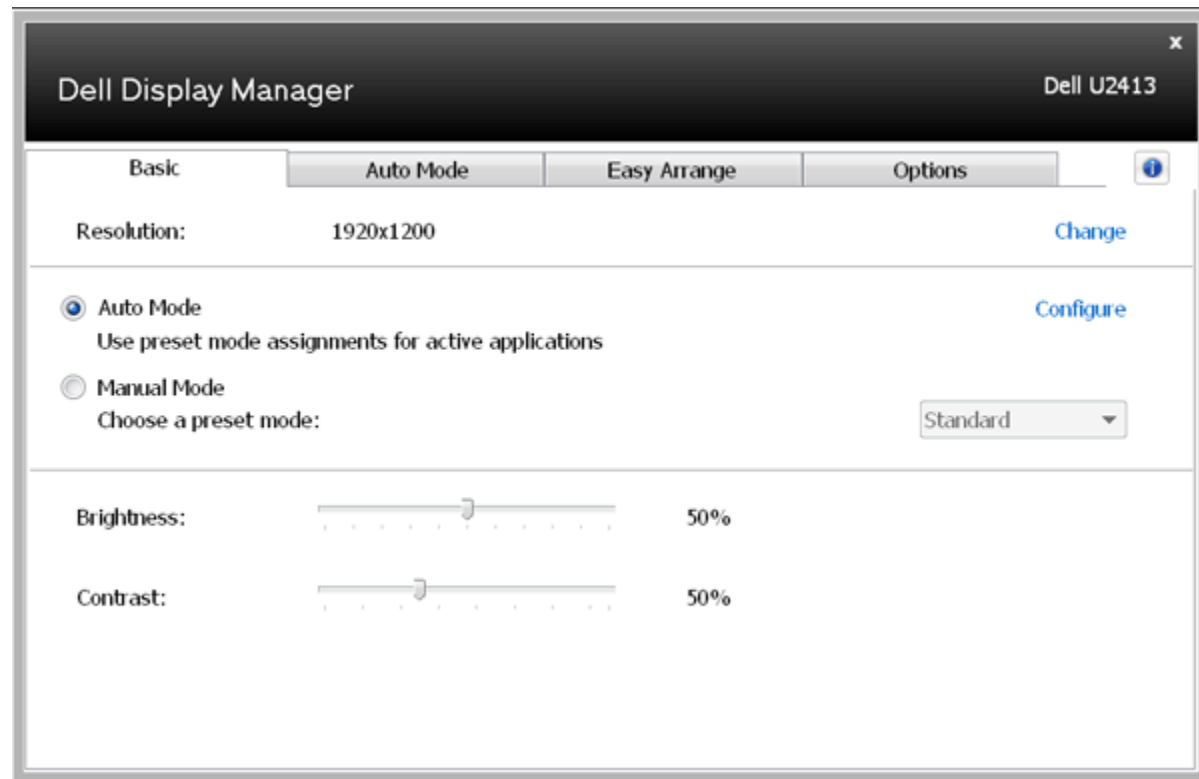 x
Dell Display Manager
Dell U2413
Basic Auto Mode Easy Arrange Options i
Resolution: 1920x1200 Change
Auto Mode Configure
Use preset mode assignments for active applications
Manual Mode
Choose a preset mode: Standard
Brightness: 50%
Contrast: 50%